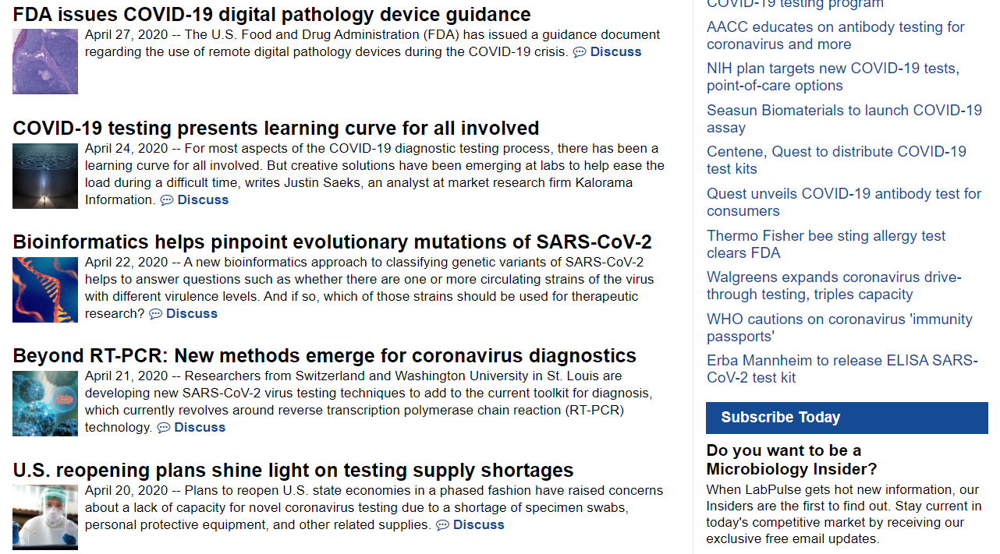 FDA issues COVID-19 digital pathology device guidance
April 27, 2020 -- The U.S. Food and Drug Administration (FDA) has issued a guidance document
regarding the use of remote digital pathology devices during the COVID-19 crisis. Discuss
COVID-19 testing presents learning curve for all involved
April 24, 2020 -- For most aspects of the COVID-19 diagnostic testing process, there has been a
learning curve for all involved. But creative solutions have been emerging at labs to help ease the
load during a difficult time, writes Justin Saeks, an analyst at market research firm Kalorama
Information. Discuss
Bioinformatics helps pinpoint evolutionary mutations of SARS-CoV-2
April 22, 2020 -- A new bioinformatics approach to classifying genetic variants of SARS-CoV-2
helps to answer questions such as whether there are one or more circulating strains of the virus
with different virulence levels. And if so, which of those strains should be used for therapeutic
research? Discuss
Beyond RT-PCR: New methods emerge for coronavirus diagnostics
April 21, 2020 -- Researchers from Switzerland and Washington University in St. Louis are
developing new SARS-CoV-2 virus testing techniques to add to the current toolkit for diagnosis,
which currently revolves around reverse transcription polymerase chain reaction (RT-PCR)
technology. Discuss
U.S. reopening plans shine light on testing supply shortages
April 20, 2020 -- Plans to reopen U.S. state economies in a phased fashion have raised concerns
about a lack of capacity for novel coronavirus testing due to a shortage of specimen swabs,
personal protective equipment, and other related supplies. Discuss
COVID-19 testing program
AACC educates on antibody testing for
coronavirus and more
NIH plan targets new COVID-19 tests,
point-of-care options
Seasun Biomaterials to launch COVID-19
assay
Centene, Quest to distribute COVID-19
test kits
Quest unveils COVID-19 antibody test for
consumers
Thermo Fisher bee sting allergy test
clears FDA
Walgreens expands coronavirus drive-
through testing, triples capacity
WHO cautions on coronavirus 'immunity
passports'
Erba Mannheim to release ELISA SARS-
CoV-2 test kit
Subscribe Today
Do you want to be a
Microbiology Insider?
When LabPulse gets hot new information, our
Insiders are the first to find out. Stay current in
today's competitive market by receiving our
exclusive free email updates.